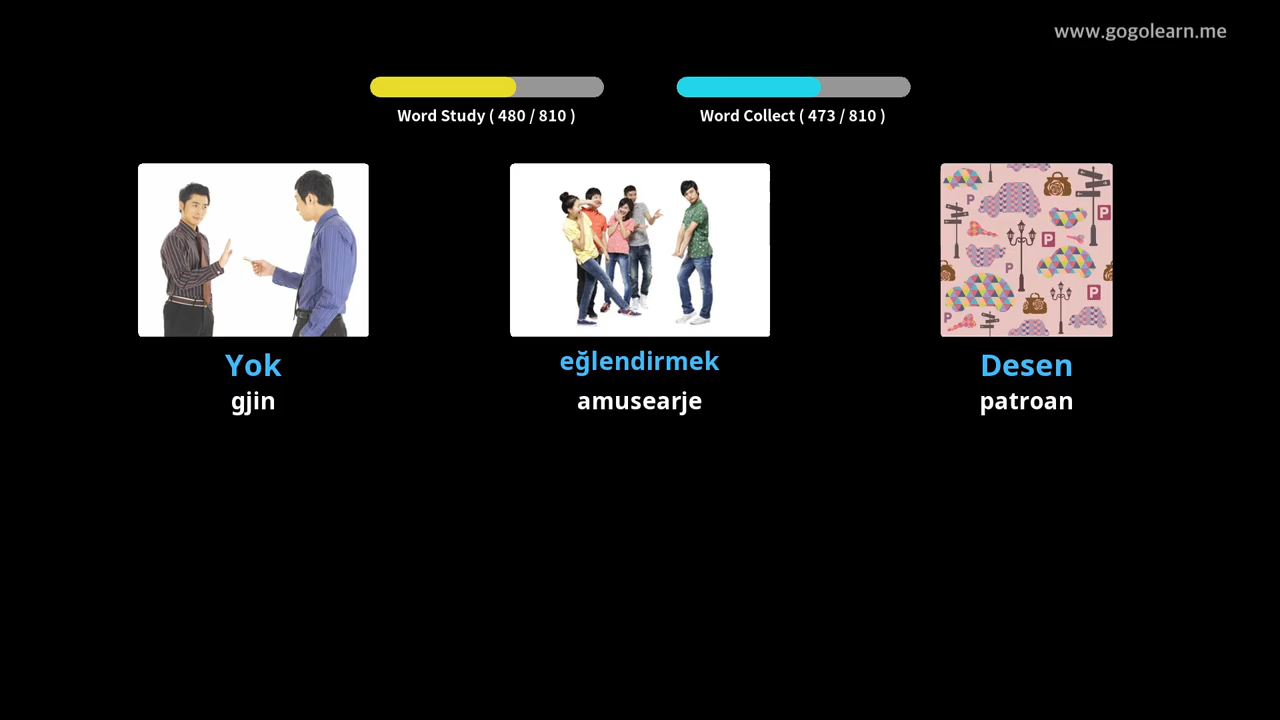 www.gogolearn.me
Word Study ( 480 / 810 )
Word Collect ( 473 / 810 )
P
P
P
P
P
P
Yok
eğlendirmek
Desen
gjin
amusearje
patroan